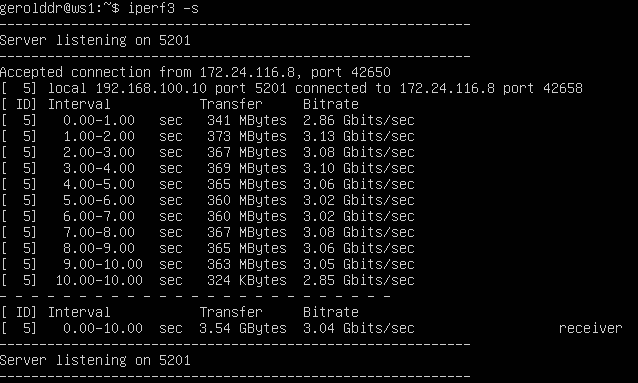 gerolddr@ws1:~$ iperf3 -s
-----------------------------------------------------------
Server listening on 5201
-----------------------------------------------------------
Accepted connection from 172.24.116.8, port 42650
[  5] local 192.168.100.10 port 5201 connected to 172.24.116.8 port 42658
[ ID] Interval           Transfer     Bitrate
[  5]   0.00-1.00   sec   341 MBytes  2.86 Gbits/sec
[  5]   1.00-2.00   sec   373 MBytes  3.13 Gbits/sec
[  5]   2.00-3.00   sec   367 MBytes  3.08 Gbits/sec
[  5]   3.00-4.00   sec   369 MBytes  3.10 Gbits/sec
[  5]   4.00-5.00   sec   365 MBytes  3.06 Gbits/sec
[  5]   5.00-6.00   sec   360 MBytes  3.02 Gbits/sec
[  5]   6.00-7.00   sec   360 MBytes  3.02 Gbits/sec
[  5]   7.00-8.00   sec   367 MBytes  3.08 Gbits/sec
[  5]   8.00-9.00   sec   365 MBytes  3.06 Gbits/sec
[  5]   9.00-10.00  sec   363 MBytes  3.05 Gbits/sec
[  5]  10.00-10.00  sec   324 KBytes  2.85 Gbits/sec
- - - - - - - - - - - - - - - - - - - - - - - - -
[ ID] Interval           Transfer     Bitrate
[  5]   0.00-10.00  sec  3.54 GBytes  3.04 Gbits/sec                  receiver
-----------------------------------------------------------
Server listening on 5201
-----------------------------------------------------------